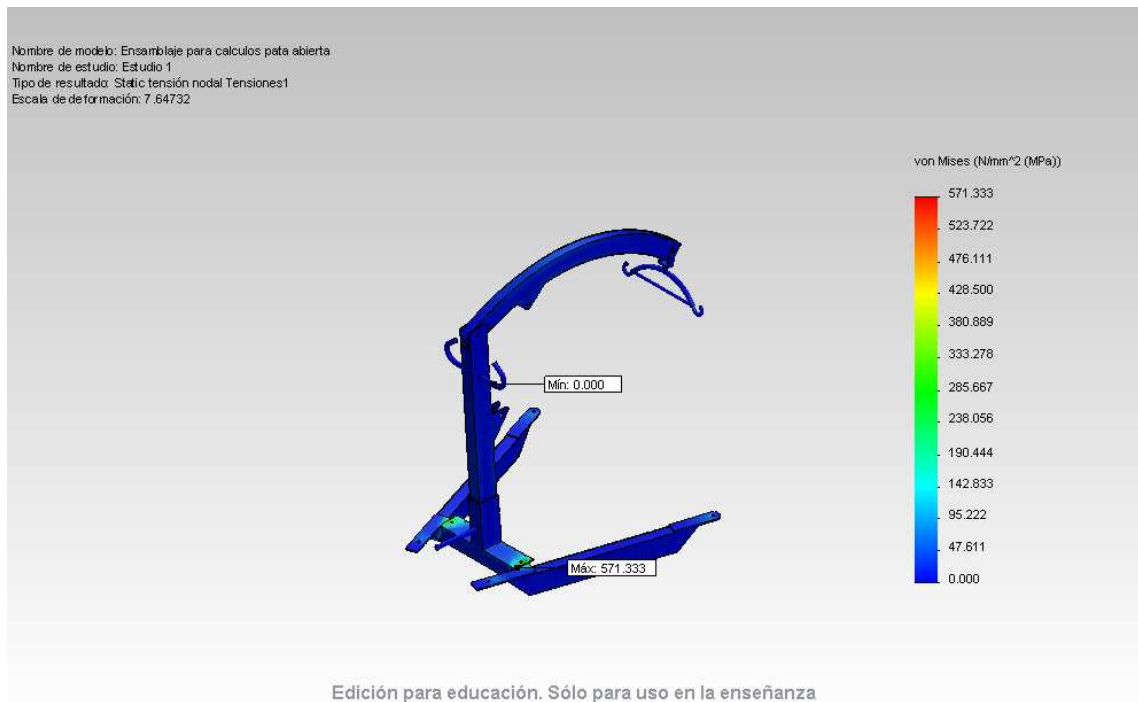 Nombre de modelo: Ensamblaje para calculos pata abierta
Nombre de estudio: Estudio 1
Tipo de resultado: Static tensión nodal Tensiones1
Escala de deformación: 7.64732
von Mises (N/mm^2 (MPa))
571.333
523.722
476.111
428.500
380.889
333.278
285.667
238.056
190.444
142.833
95.222
47.611
0.000
Mín: 0.000
Máx: 571.333
Edición para educación. Sólo para uso en la enseñanza